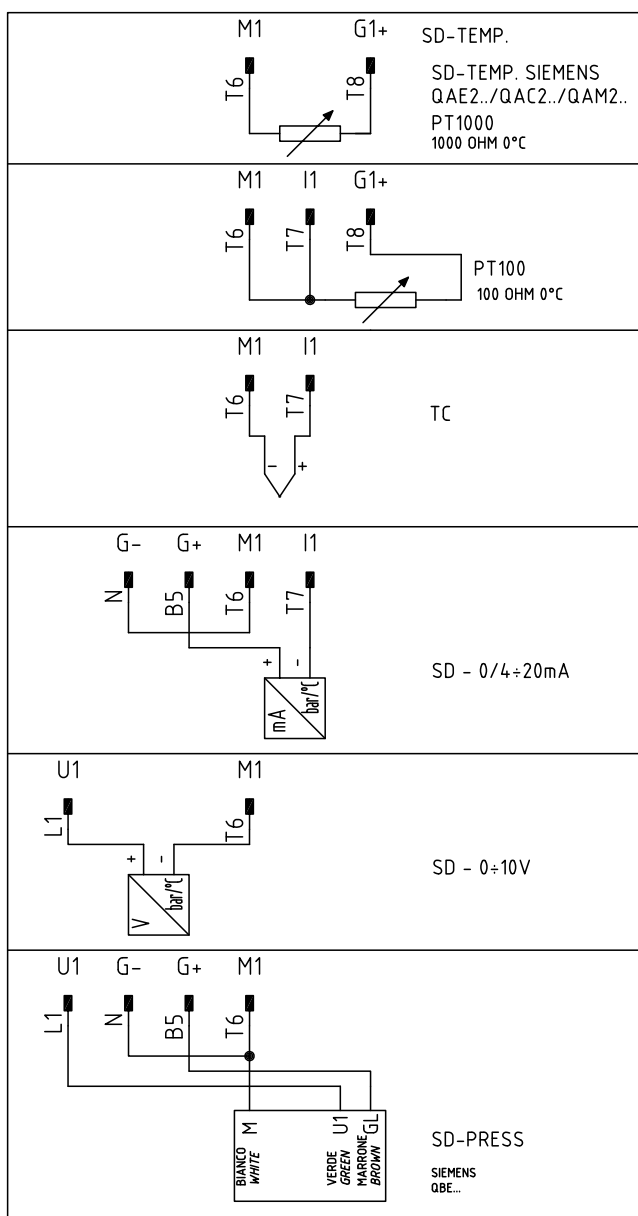 M1 G1+ SD-TEMP.
T6 T8
SD-TEMP. SIEMENS
QAE2../QAC2../QAM2..
PT1000
1000 OHM 0°C
M1 I1 G1+
T6 T7 T8
PT100
100 OHM 0°C
M1 I1
T6 T7
TC
- +
G- G+ M1 I1
N B5 T6 T7
+ -
mA bar/°C
SD - 0/4÷20mA
U1 M1
L1 T6
+ -
V bar/°C
SD - 0÷10V
U1 G- G+ M1
L1 N B5 T6
M U1 GL
BIANCO
WHITE
VERDE
GREEN
MARRONE
BROWN
SD-PRESS
SIEMENS
QBE...